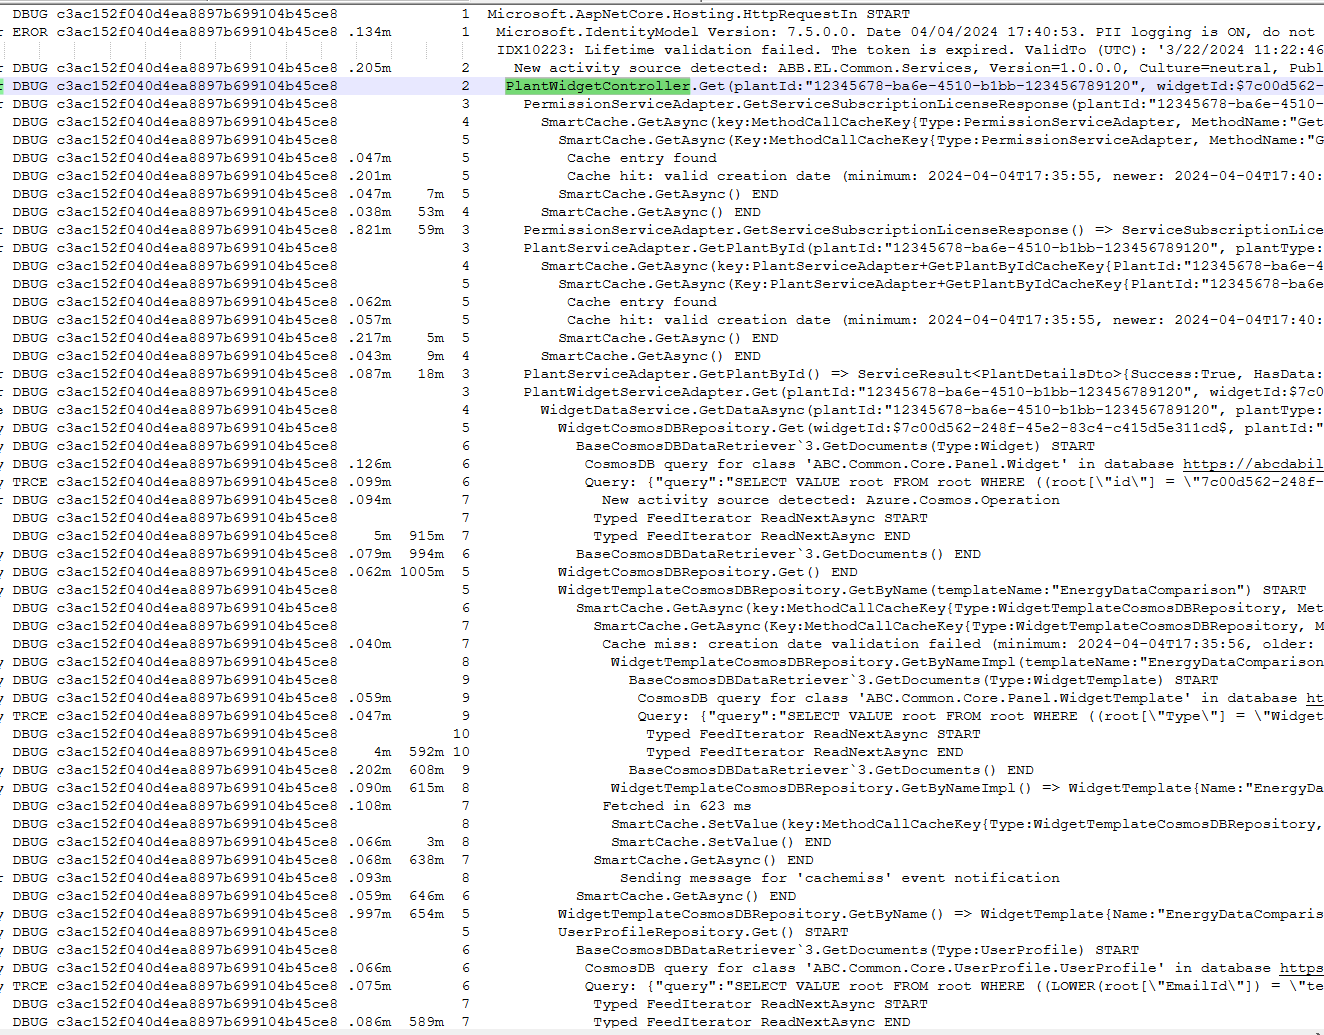 DBUG c3ac152f040d4ea8897b699104b45ce8 1 Microsoft.AspNetCore.Hosting.HttpRequestIn START
r EROR c3ac152f040d4ea8897b699104b45ce8 .134m 1 Microsoft.IdentityModel Version: 7.5.0.0. Date 04/04/2024 17:40:53. PII logging is ON, do not
IDX10223: Lifetime validation failed. The token is expired. ValidTo (UTC): '3/22/2024 11:22:46
DBUG c3ac152f040d4ea8897b699104b45ce8 .205m 2 New activity source detected: ABB.EL.Common.Services, Version=1.0.0.0, Culture=neutral, Publ
r DBUG c3ac152f040d4ea8897b699104b45ce8 2 PlantWidgetController.Get(plantId:"12345678-ba6e-4510-b1bb-123456789120", widgetId:$7c00d562-
r DBUG c3ac152f040d4ea8897b699104b45ce8 3 PermissionServiceAdapter.GetServiceSubscriptionLicenseResponse(plantId:"12345678-ba6e-4510-
DBUG c3ac152f040d4ea8897b699104b45ce8 4 SmartCache.GetAsync(key:MethodCallCacheKey{Type:PermissionServiceAdapter, MethodName:"Get
DBUG c3ac152f040d4ea8897b699104b45ce8 5 SmartCache.GetAsync(Key:MethodCallCacheKey{Type:PermissionServiceAdapter, MethodName:"G
DBUG c3ac152f040d4ea8897b699104b45ce8 .047m 5 Cache entry found
DBUG c3ac152f040d4ea8897b699104b45ce8 .201m 5 Cache hit: valid creation date (minimum: 2024-04-04T17:35:55, newer: 2024-04-04T17:40:
DBUG c3ac152f040d4ea8897b699104b45ce8 .047m 7m 5 SmartCache.GetAsync() END
DBUG c3ac152f040d4ea8897b699104b45ce8 .038m 53m 4 SmartCache.GetAsync() END
r DBUG c3ac152f040d4ea8897b699104b45ce8 .821m 59m 3 PermissionServiceAdapter.GetServiceSubscriptionLicenseResponse() => ServiceSubscriptionLice
r DBUG c3ac152f040d4ea8897b699104b45ce8 3 PlantServiceAdapter.GetPlantById(plantId:"12345678-ba6e-4510-b1bb-123456789120", plantType:
DBUG c3ac152f040d4ea8897b699104b45ce8 4 SmartCache.GetAsync(key:PlantServiceAdapter+GetPlantByIdCacheKey{PlantId:"12345678-ba6e-4
DBUG c3ac152f040d4ea8897b699104b45ce8 5 SmartCache.GetAsync(Key:PlantServiceAdapter+GetPlantByIdCacheKey{PlantId:"12345678-ba6e
DBUG c3ac152f040d4ea8897b699104b45ce8 .062m 5 Cache entry found
DBUG c3ac152f040d4ea8897b699104b45ce8 .057m 5 Cache hit: valid creation date (minimum: 2024-04-04T17:35:55, newer: 2024-04-04T17:40:
DBUG c3ac152f040d4ea8897b699104b45ce8 .217m 5m 5 SmartCache.GetAsync() END
DBUG c3ac152f040d4ea8897b699104b45ce8 .043m 9m 4 SmartCache.GetAsync() END
r DBUG c3ac152f040d4ea8897b699104b45ce8 .087m 18m 3 PlantServiceAdapter.GetPlantById() => ServiceResult<PlantDetailsDto>{Success:True, HasData:
r DBUG c3ac152f040d4ea8897b699104b45ce8 3 PlantWidgetServiceAdapter.Get(plantId:"12345678-ba6e-4510-b1bb-123456789120", widgetId:$7c0
e DBUG c3ac152f040d4ea8897b699104b45ce8 4 WidgetDataService.GetDataAsync(plantId:"12345678-ba6e-4510-b1bb-123456789120", plantType:
y DBUG c3ac152f040d4ea8897b699104b45ce8 5 WidgetCosmosDBRepository.Get(widgetId:$7c00d562-248f-45e2-83c4-c415d5e311cd$, plantId:"
y DBUG c3ac152f040d4ea8897b699104b45ce8 6 BaseCosmosDBDataRetriever`3.GetDocuments(Type:Widget) START
y DBUG c3ac152f040d4ea8897b699104b45ce8 .126m 6 CosmosDB query for class 'ABC.Common.Core.Panel.Widget' in database https://abcdabil
y TRCE c3ac152f040d4ea8897b699104b45ce8 .099m 6 Query: {"query":"SELECT VALUE root FROM root WHERE ((root[\"id\"] = \"7c00d562-248f-
r DBUG c3ac152f040d4ea8897b699104b45ce8 .094m 7 New activity source detected: Azure.Cosmos.Operation
DBUG c3ac152f040d4ea8897b699104b45ce8 7 Typed FeedIterator ReadNextAsync START
DBUG c3ac152f040d4ea8897b699104b45ce8 5m 915m 7 Typed FeedIterator ReadNextAsync END
y DBUG c3ac152f040d4ea8897b699104b45ce8 .079m 994m 6 BaseCosmosDBDataRetriever`3.GetDocuments() END
y DBUG c3ac152f040d4ea8897b699104b45ce8 .062m 1005m 5 WidgetCosmosDBRepository.Get() END
y DBUG c3ac152f040d4ea8897b699104b45ce8 5 WidgetTemplateCosmosDBRepository.GetByName(templateName:"EnergyDataComparison") START
DBUG c3ac152f040d4ea8897b699104b45ce8 6 SmartCache.GetAsync(key:MethodCallCacheKey{Type:WidgetTemplateCosmosDBRepository, Met
DBUG c3ac152f040d4ea8897b699104b45ce8 7 SmartCache.GetAsync(Key:MethodCallCacheKey{Type:WidgetTemplateCosmosDBRepository, M
DBUG c3ac152f040d4ea8897b699104b45ce8 .040m 7 Cache miss: creation date validation failed (minimum: 2024-04-04T17:35:56, older:
y DBUG c3ac152f040d4ea8897b699104b45ce8 8 WidgetTemplateCosmosDBRepository.GetByNameImpl(templateName:"EnergyDataComparison
y DBUG c3ac152f040d4ea8897b699104b45ce8 9 BaseCosmosDBDataRetriever`3.GetDocuments(Type:WidgetTemplate) START
y DBUG c3ac152f040d4ea8897b699104b45ce8 .059m 9 CosmosDB query for class 'ABC.Common.Core.Panel.WidgetTemplate' in database ht
y TRCE c3ac152f040d4ea8897b699104b45ce8 .047m 9 Query: {"query":"SELECT VALUE root FROM root WHERE ((root[\"Type\"] = \"Widget
DBUG c3ac152f040d4ea8897b699104b45ce8 10 Typed FeedIterator ReadNextAsync START
DBUG c3ac152f040d4ea8897b699104b45ce8 4m 592m 10 Typed FeedIterator ReadNextAsync END
y DBUG c3ac152f040d4ea8897b699104b45ce8 .202m 608m 9 BaseCosmosDBDataRetriever`3.GetDocuments() END
y DBUG c3ac152f040d4ea8897b699104b45ce8 .090m 615m 8 WidgetTemplateCosmosDBRepository.GetByNameImpl() => WidgetTemplate{Name:"EnergyDa
DBUG c3ac152f040d4ea8897b699104b45ce8 .108m 7 Fetched in 623 ms
DBUG c3ac152f040d4ea8897b699104b45ce8 8 SmartCache.SetValue(key:MethodCallCacheKey{Type:WidgetTemplateCosmosDBRepository,
DBUG c3ac152f040d4ea8897b699104b45ce8 .066m 3m 8 SmartCache.SetValue() END
DBUG c3ac152f040d4ea8897b699104b45ce8 .068m 638m 7 SmartCache.GetAsync() END
r DBUG c3ac152f040d4ea8897b699104b45ce8 .093m 8 Sending message for 'cachemiss' event notification
DBUG c3ac152f040d4ea8897b699104b45ce8 .059m 646m 6 SmartCache.GetAsync() END
y DBUG c3ac152f040d4ea8897b699104b45ce8 .997m 654m 5 WidgetTemplateCosmosDBRepository.GetByName() => WidgetTemplate{Name:"EnergyDataComparis
y DBUG c3ac152f040d4ea8897b699104b45ce8 5 UserProfileRepository.Get() START
y DBUG c3ac152f040d4ea8897b699104b45ce8 6 BaseCosmosDBDataRetriever`3.GetDocuments(Type:UserProfile) START
y DBUG c3ac152f040d4ea8897b699104b45ce8 .066m 6 CosmosDB query for class 'ABC.Common.Core.UserProfile.UserProfile' in database https
y TRCE c3ac152f040d4ea8897b699104b45ce8 .075m 6 Query: {"query":"SELECT VALUE root FROM root WHERE ((LOWER(root[\"EmailId\"]) = \"te
DBUG c3ac152f040d4ea8897b699104b45ce8 7 Typed FeedIterator ReadNextAsync START
DBUG c3ac152f040d4ea8897b699104b45ce8 .086m 589m 7 Typed FeedIterator ReadNextAsync END